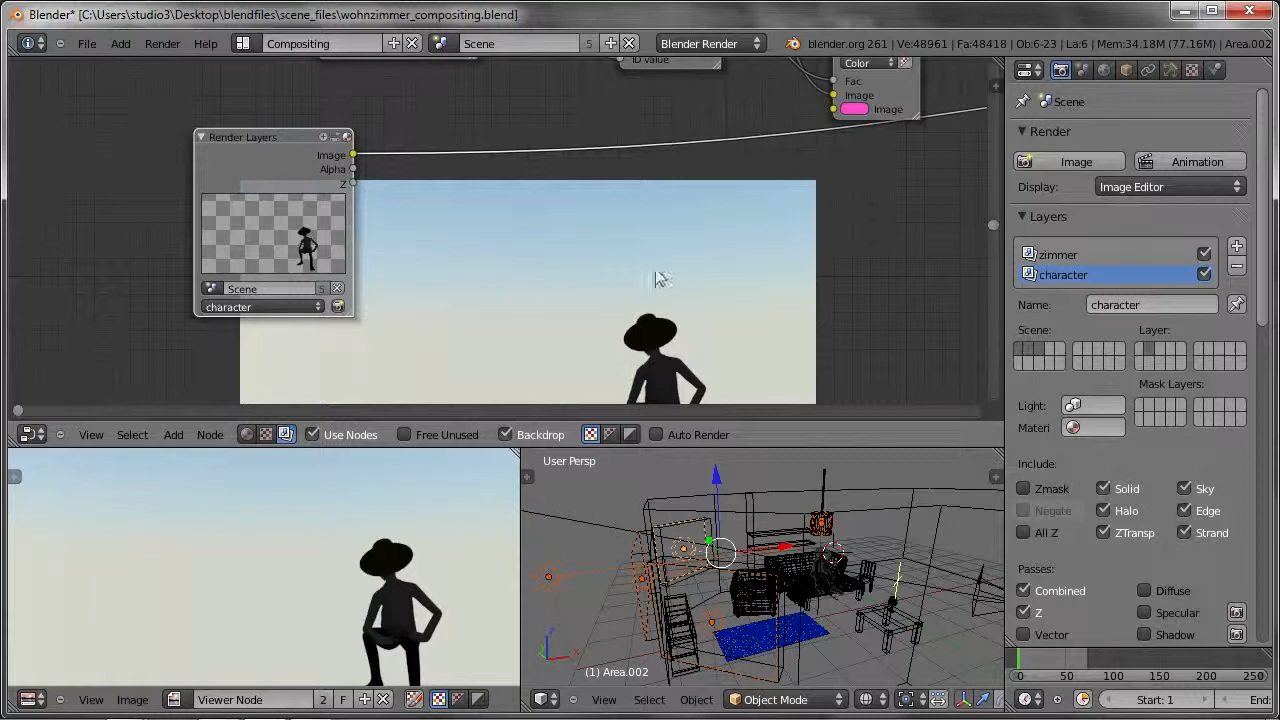 Blender* [C:\Users\studio3\Desktop\blendfiles\scene_files\wohnzimmer_compositing.blend]
File Add Render Help Compositing Scene 5 Blender Render blender.org 261 | Ve:48961 | Fa:48418 | Ob:6-23 | La:6 | Mem:34.18M (77.16M) | Area.002
ID value
Color
Fac
Image
Image
Render Layers
Image
Alpha
Z
Scene 5
character
View Select Add Node Use Nodes Free Unused Backdrop Auto Render
User Persp
(1) Area.002
View Image Viewer Node 2 F
View Select Object Object Mode
Scene
Render
Image Animation
Display: Image Editor
Layers
zimmer
character
Name: character
Scene: Layer:
Mask Layers:
Light:
Materi
Include:
Zmask Solid Sky
Negate Halo Edge
All Z ZTransp Strand
Passes:
Combined Diffuse
Z Specular
Vector Shadow
0 50 100 150 200 250
Start: 1 End: